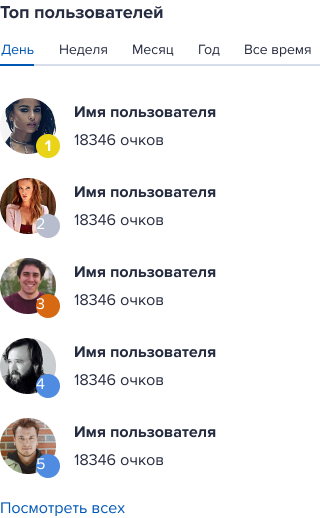 Топ пользователей
День Неделя Месяц Год Все время
Имя пользователя
1 18346 очков
Имя пользователя
2 18346 очков
Имя пользователя
3 18346 очков
Имя пользователя
4 18346 очков
Имя пользователя
5 18346 очков
Посмотреть всех